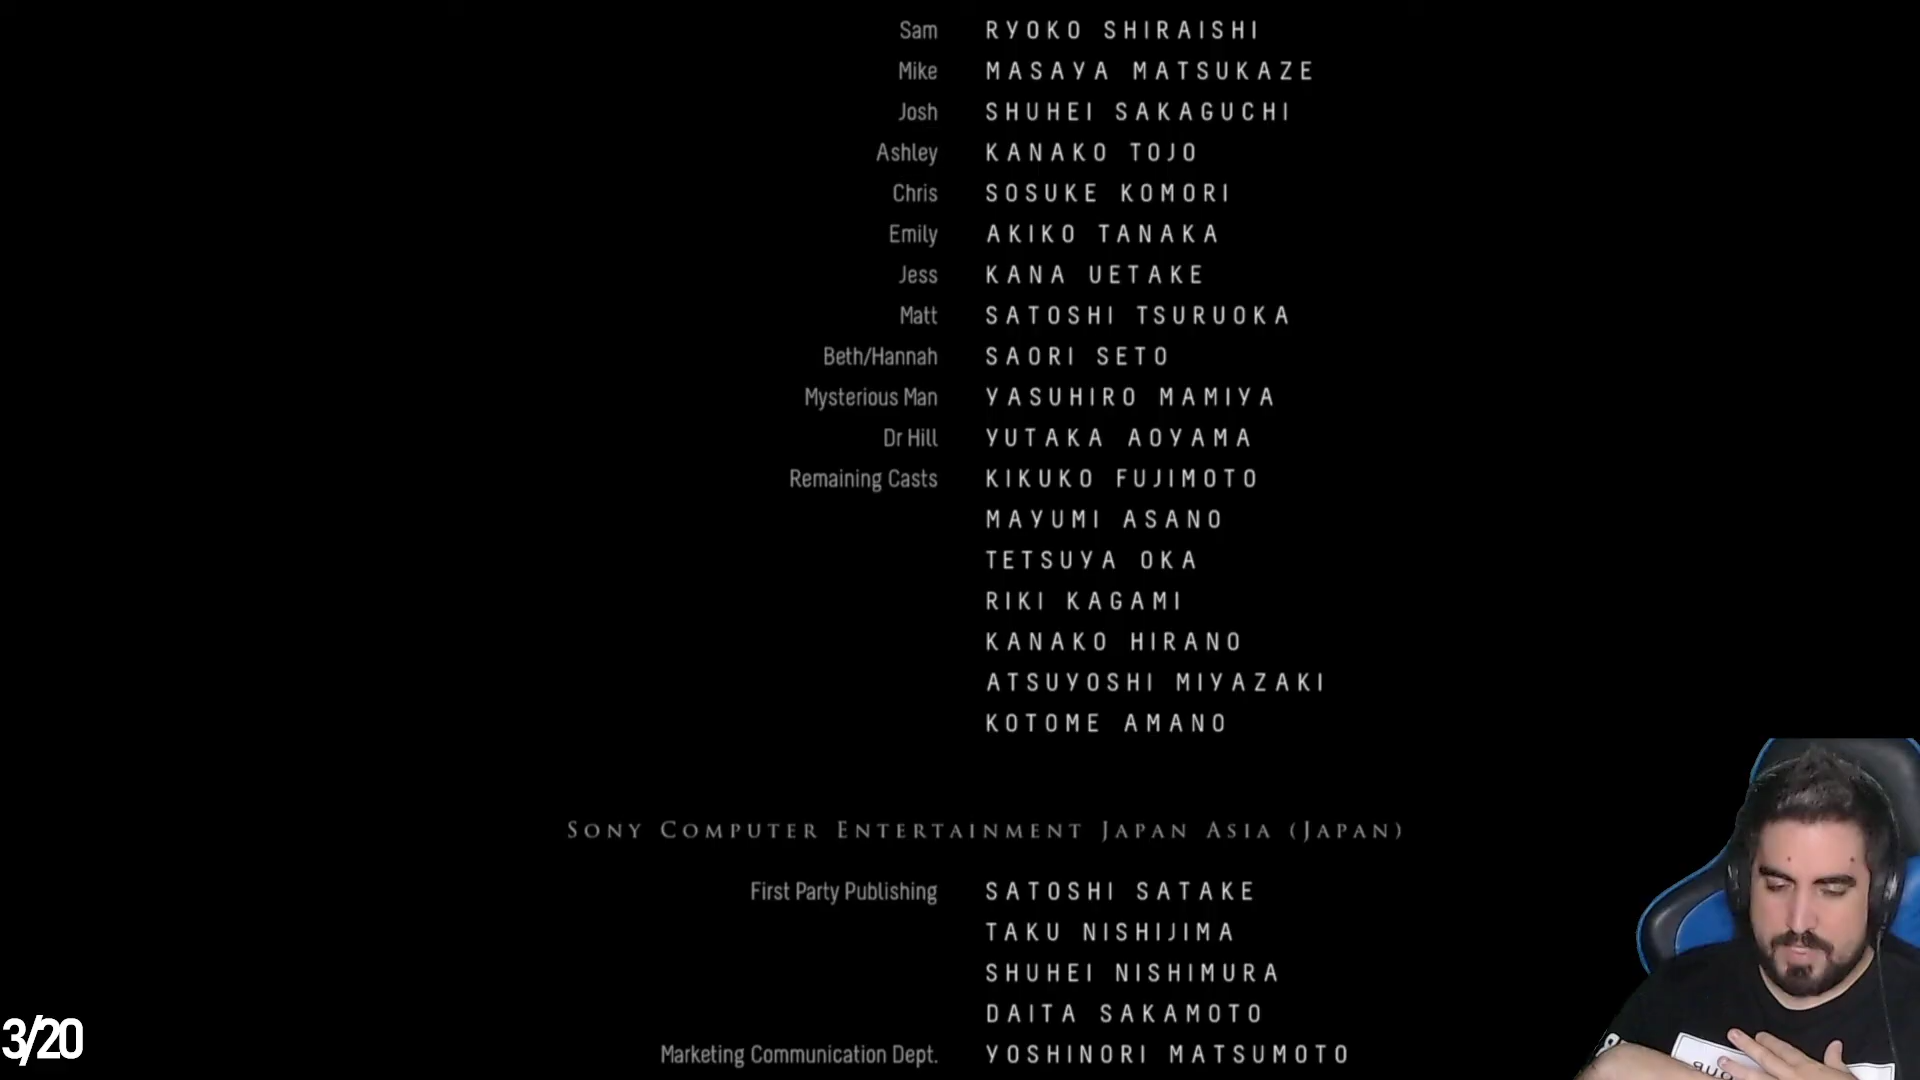 Sam RYOKO SHIRAISHI
Mike MASAYA MATSUKAZE
Josh SHUHEI SAKAGUCHI
Ashley KANAKO TOJO
Chris SOSUKE KOMORI
Emily AKIKO TANAKA
Jess KANA UETAKE
Matt SATOSHI TSURUOKA
Beth/Hannah SAORI SETO
Mysterious Man YASUHIRO MAMIYA
Dr Hill YUTAKA AOYAMA
Remaining Casts KIKUKO FUJIMOTO
MAYUMI ASANO
TETSUYA OKA
RIKI KAGAMI
KANAKO HIRANO
ATSUYOSHI MIYAZAKI
KOTOME AMANO
SONY COMPUTER ENTERTAINMENT JAPAN ASIA (JAPAN)
First Party Publishing SATOSHI SATAKE
TAKU NISHIJIMA
SHUHEI NISHIMURA
DAITA SAKAMOTO
Marketing Communication Dept. YOSHINORI MATSUMOTO
3/20